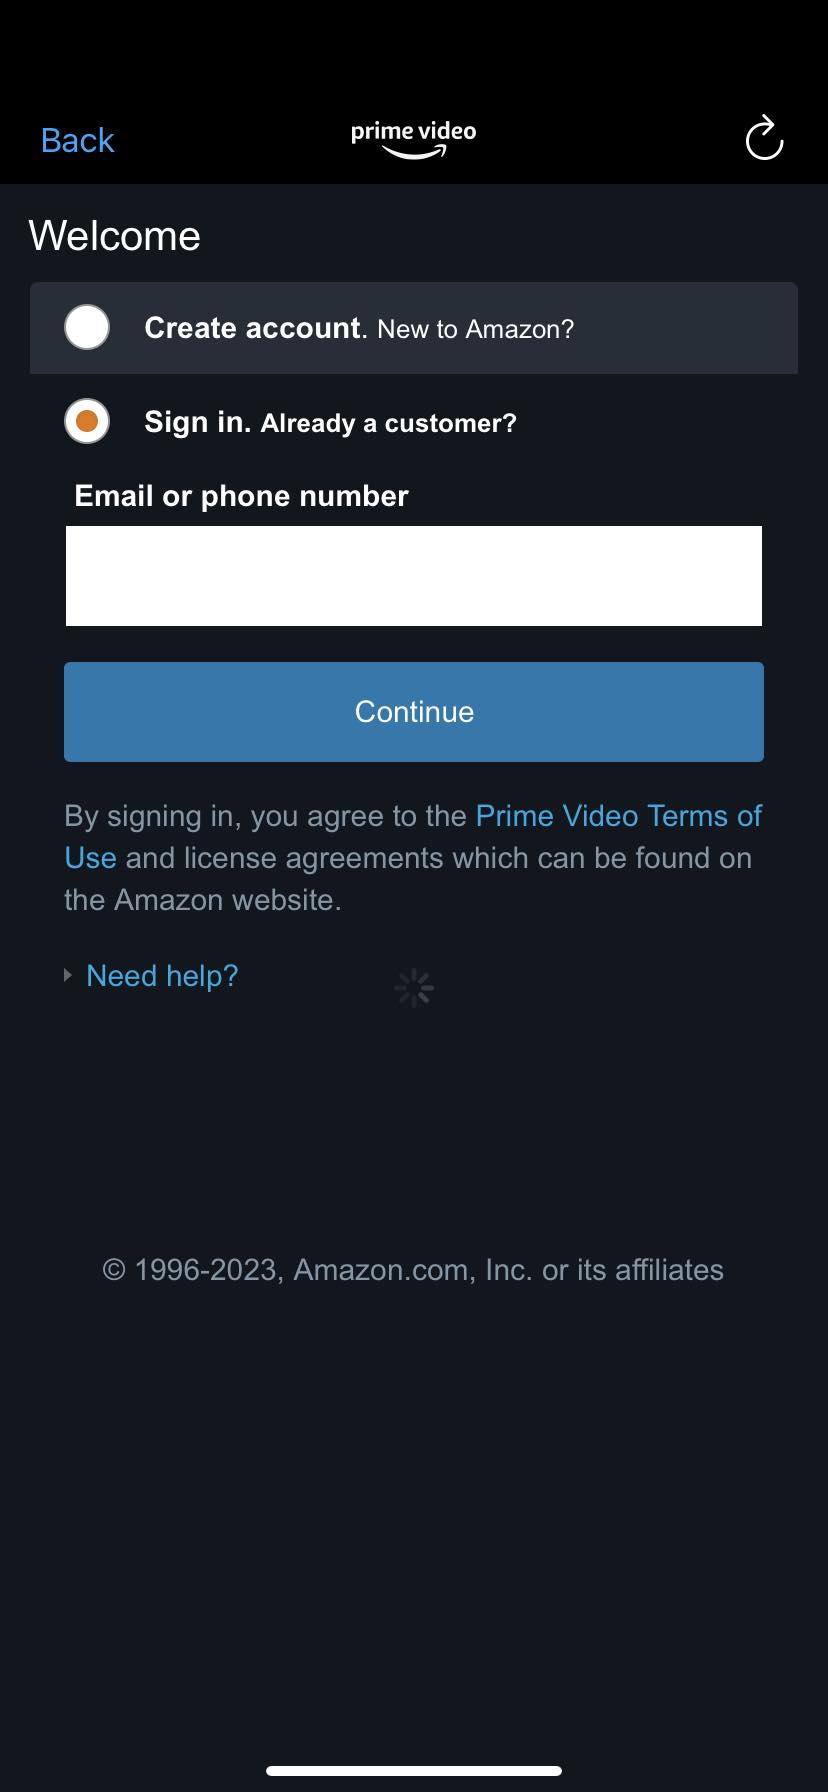 Back
prime video
Welcome
Create account. New to Amazon?
Sign in. Already a customer?
Email or phone number
Continue
By signing in, you agree to the Prime Video Terms of
Use and license agreements which can be found on
the Amazon website.
Need help?
© 1996-2023, Amazon.com, Inc. or its affiliates